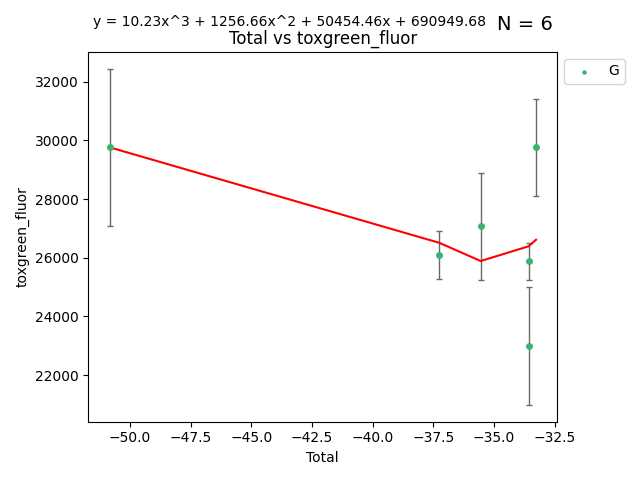 y = 10.23x^3 + 1256.66x^2 + 50454.46x + 690949.68
N = 6
Total vs toxgreen_fluor
G
32000
30000
28000
26000
24000
22000
toxgreen_fluor
−50.0 −47.5 −45.0 −42.5 −40.0 −37.5 −35.0 −32.5
Total